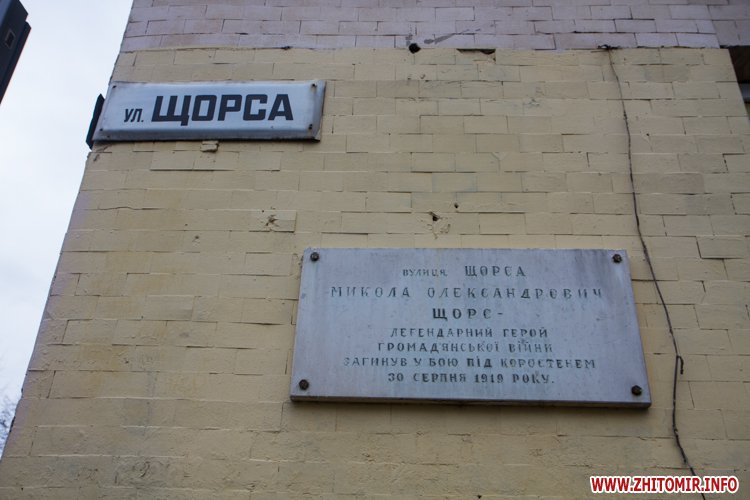 ул. ЩОРСА
ВУЛИЦЯ ЩОРСА
МИКОЛА ОЛЕКСАНДРОВИЧ
ЩОРС-
ЛЕГЕНДАРНИЙ ГЕРОЙ
ГРОМАДЯНСЬКОЇ ВІЙНИ
ЗАГИНУВ У БОЮ ПІД КОРОСТЕНЕМ
30 СЕРПНЯ 1919 РОКУ.
WWW.ZHITOMIR.INFO